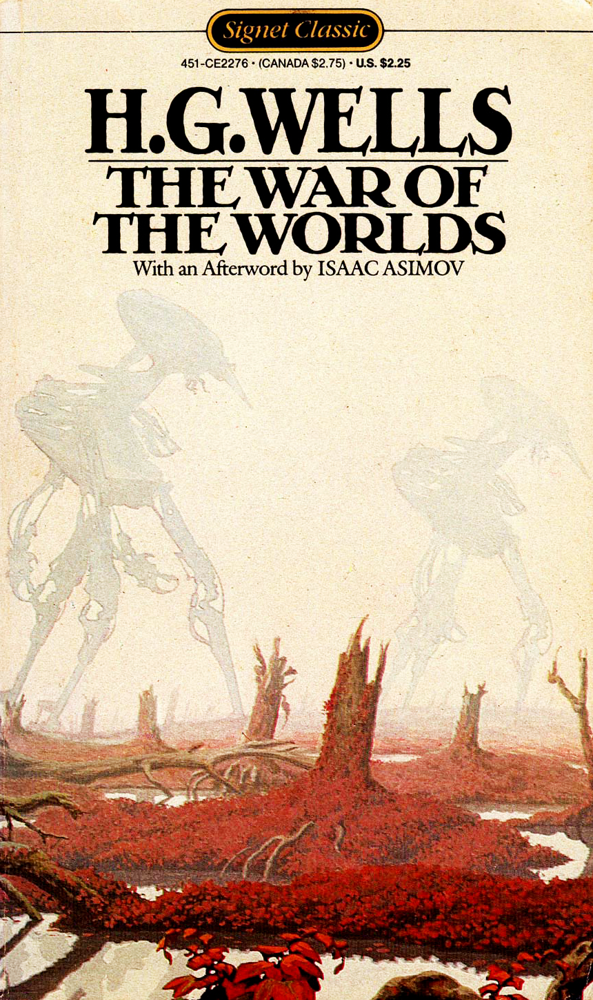 Signet Classic
451-CE2276 • (CANADA $2.75) • U.S. $2.25
H.G.WELLS
THE WAR OF
THE WORLDS
With an Afterword by ISAAC ASIMOV